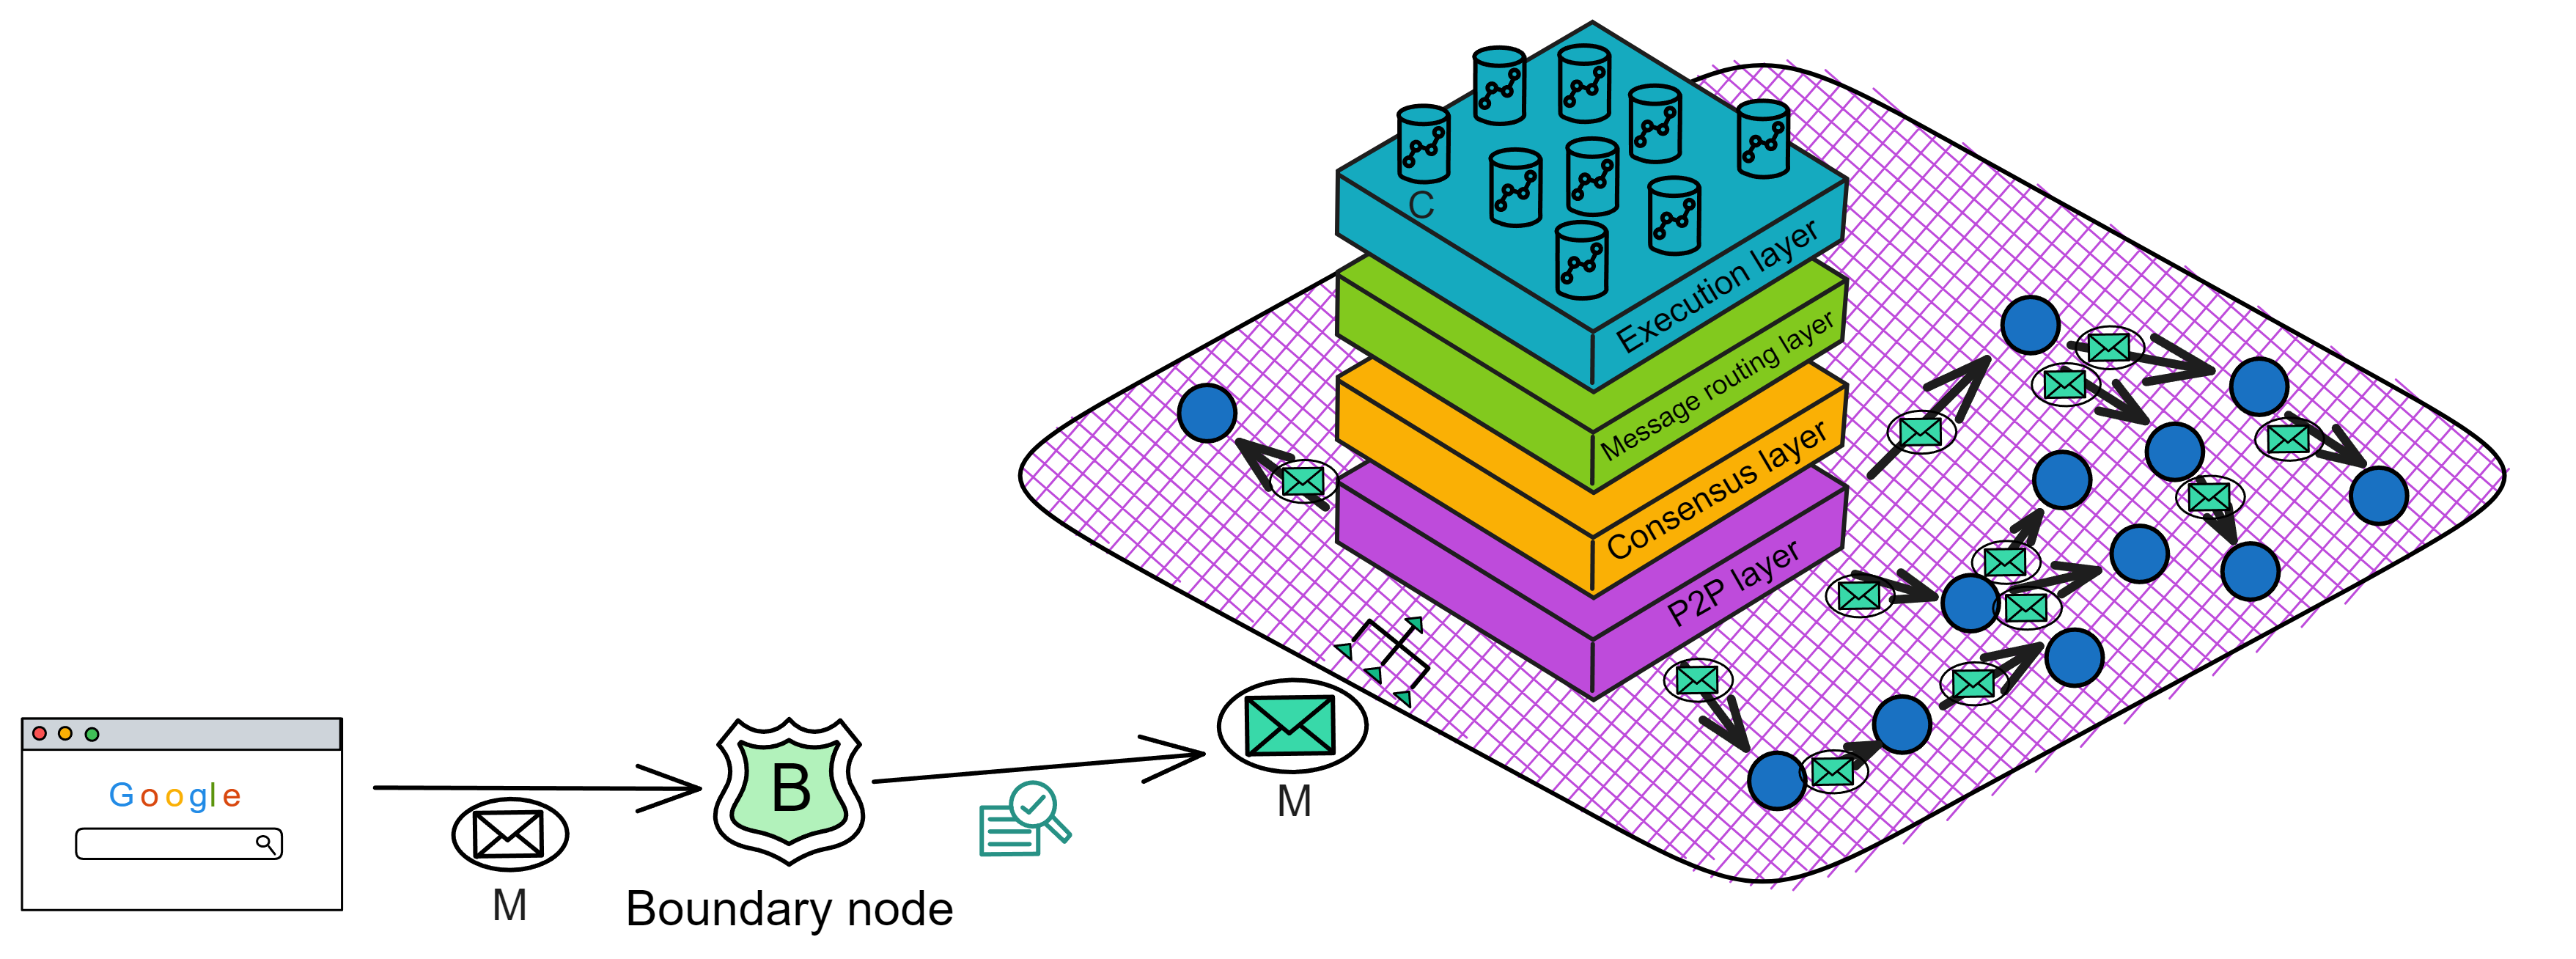 C
Execution layer
Message routing layer
Consensus layer
P2P layer
Google
B
M
M
Boundary node